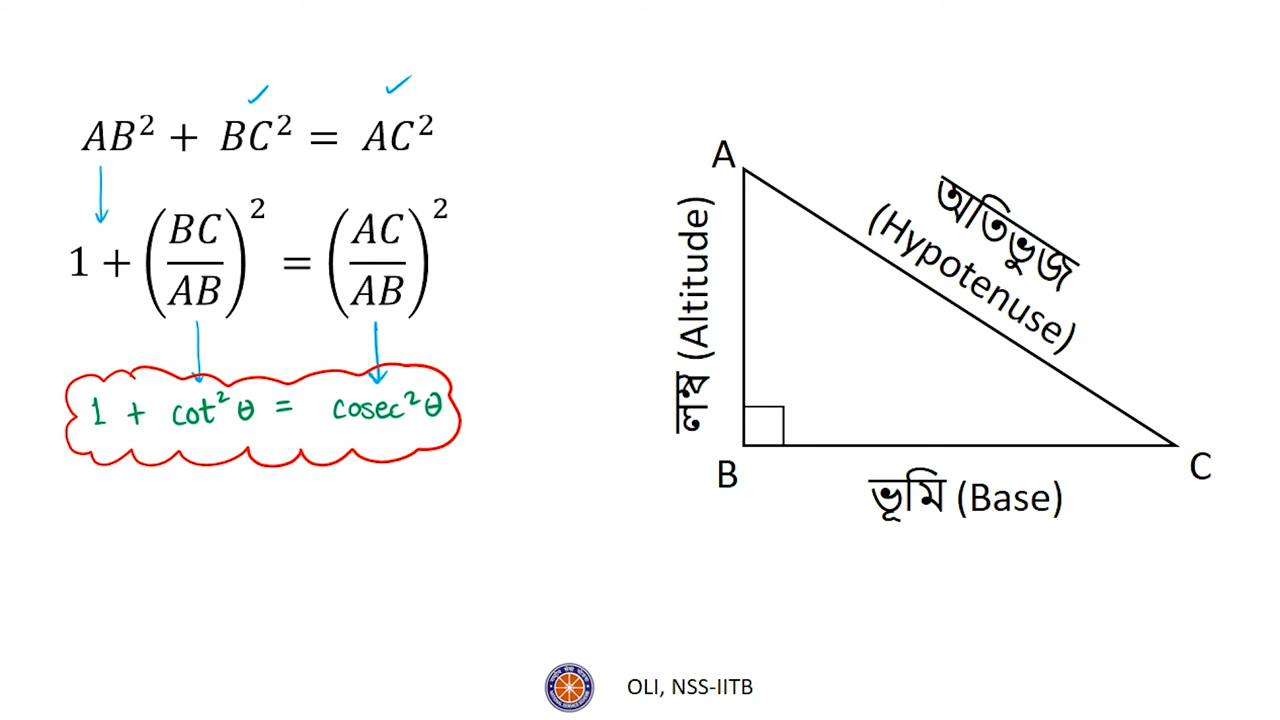 AB² + BC² = AC²
1 + (BC/AB)² = (AC/AB)²
1 + cot²θ = cosec²θ
A
লম্ব (Altitude)
অতিভুজ
(Hypotenuse)
B
C
ভূমি (Base)
OLI, NSS-IITB